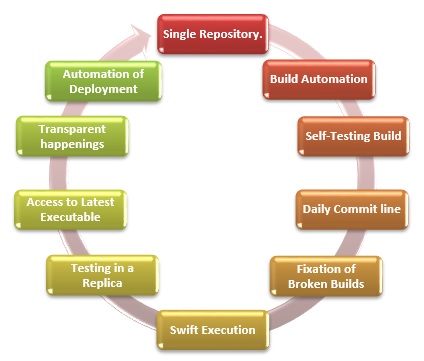 Single Repository.
Build Automation
Self-Testing Build
Daily Commit line
Fixation of
Broken Builds
Swift Execution
Testing in a
Replica
Access to Latest
Executable
Transparent
happenings
Automation of
Deployment